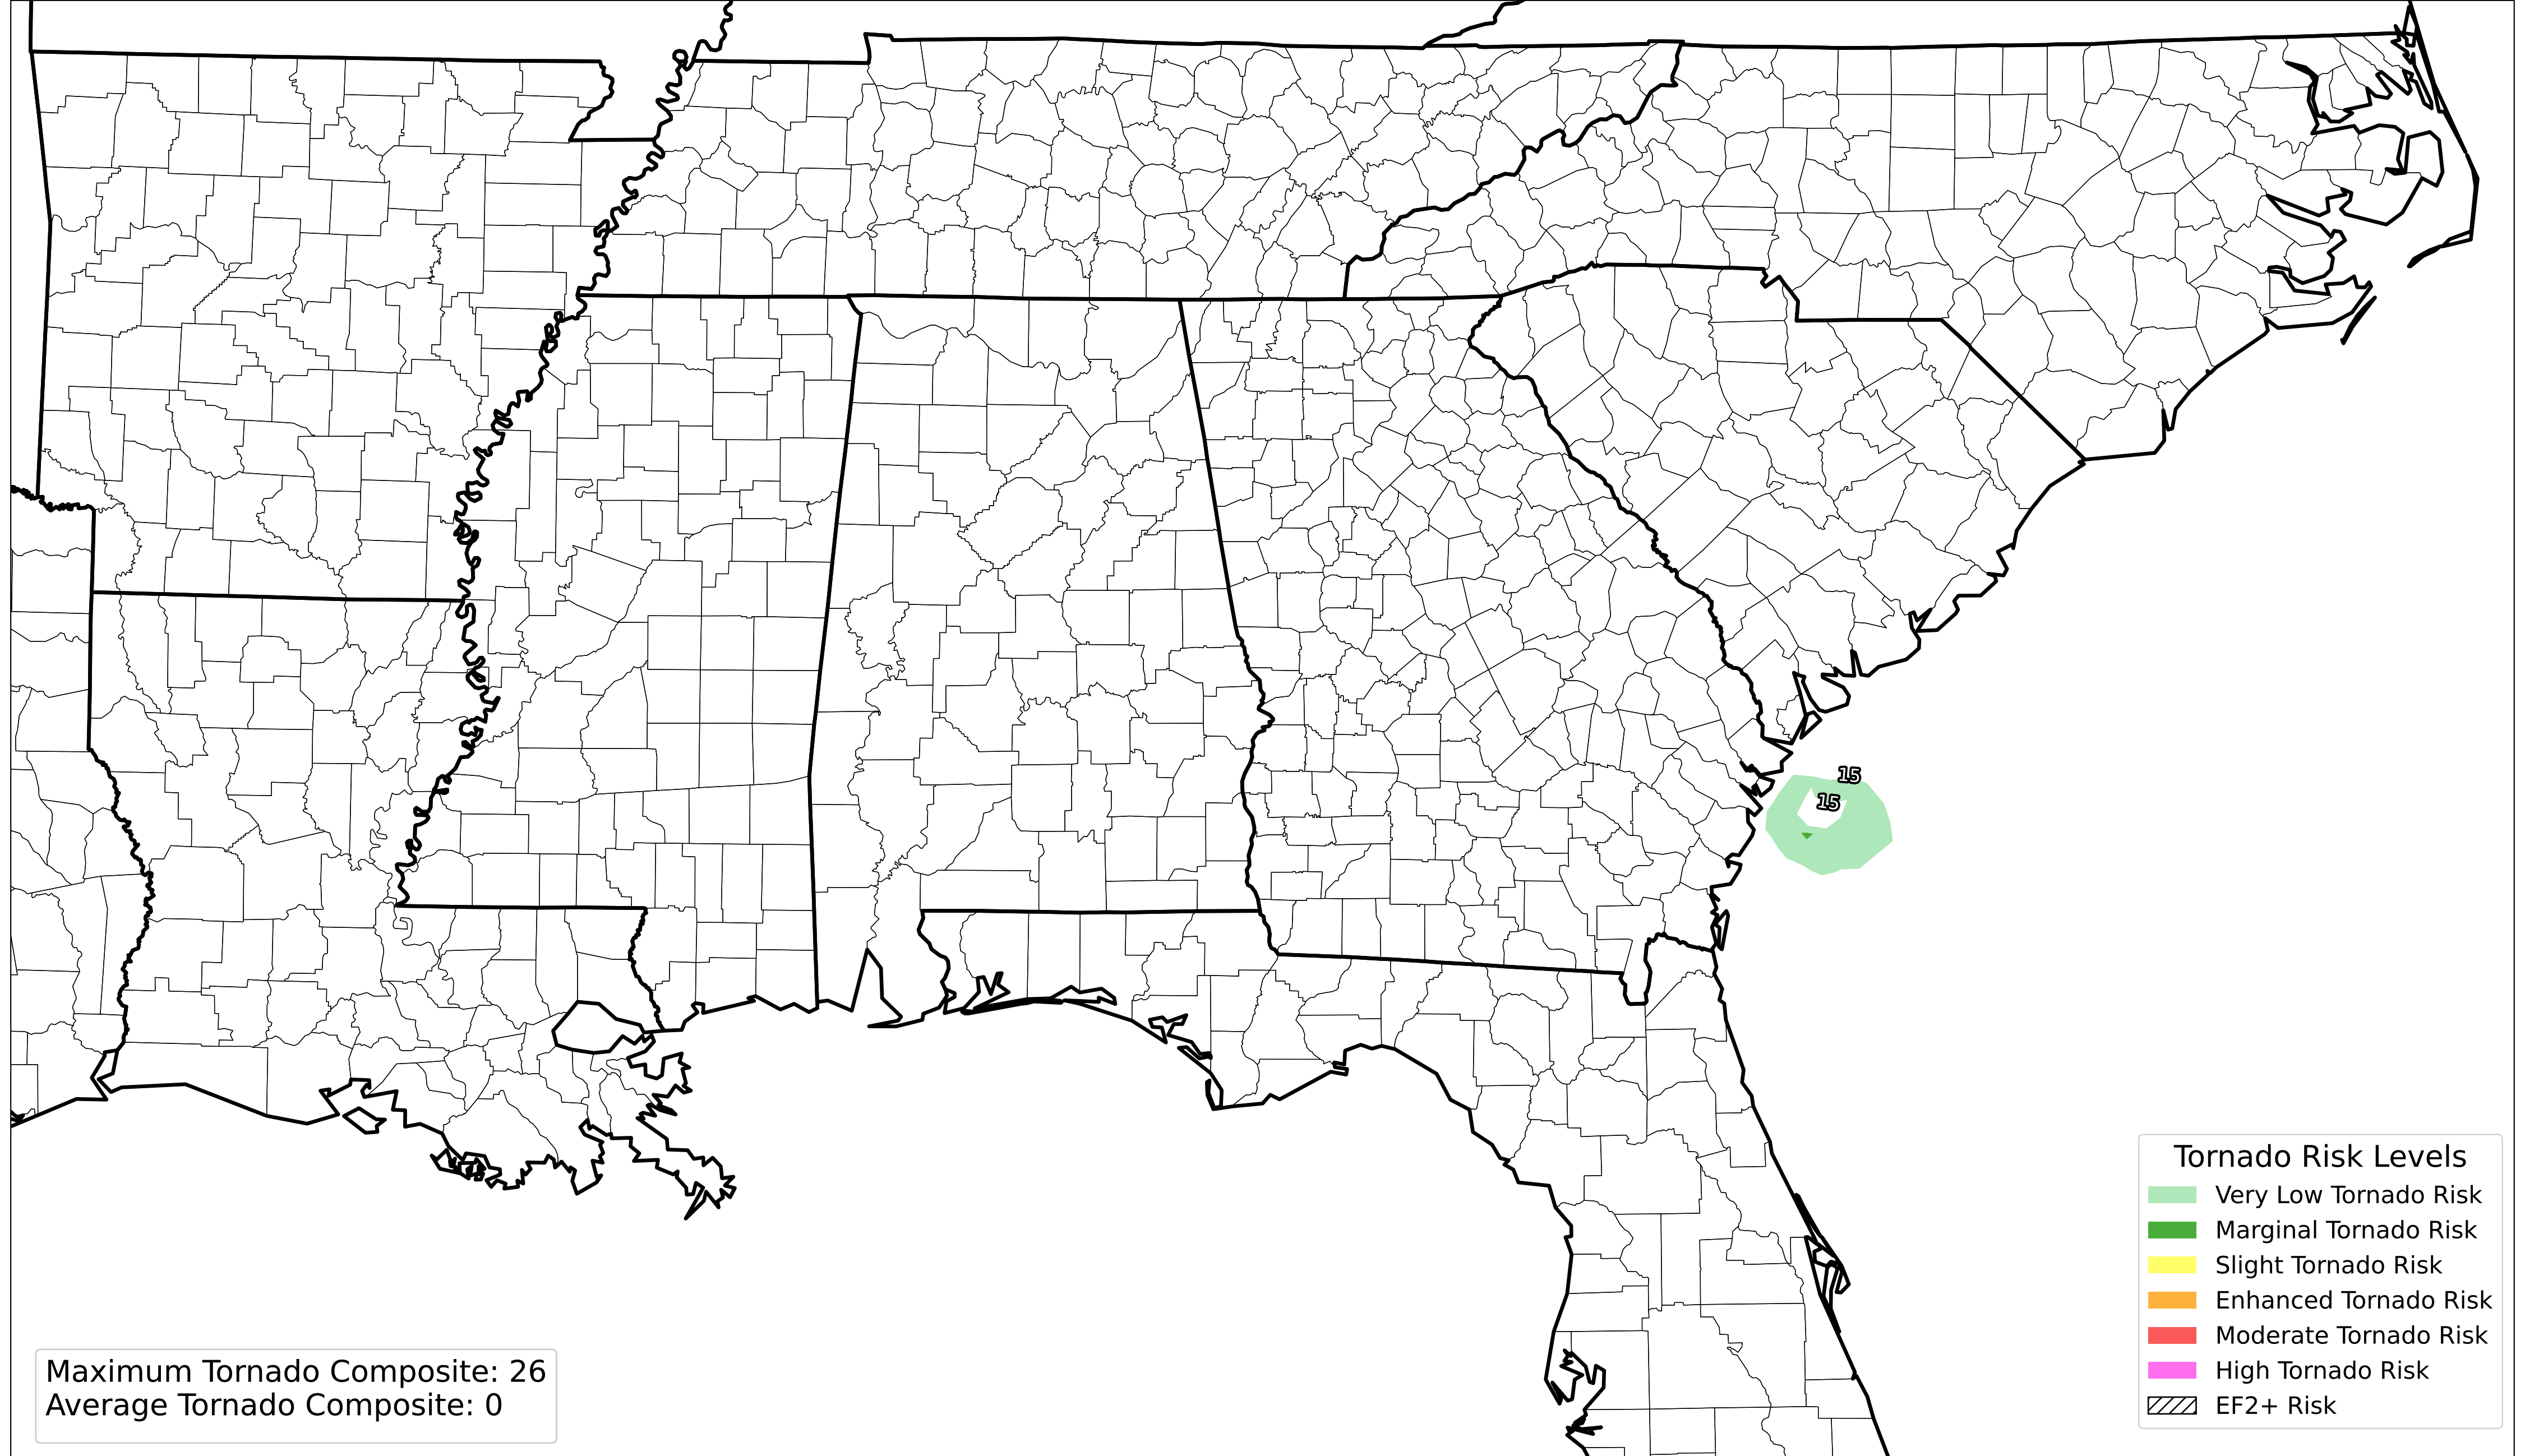 15
15
Tornado Risk Levels
Very Low Tornado Risk
Marginal Tornado Risk
Slight Tornado Risk
Enhanced Tornado Risk
Moderate Tornado Risk
High Tornado Risk
EF2+ Risk
Maximum Tornado Composite: 26
Average Tornado Composite: 0